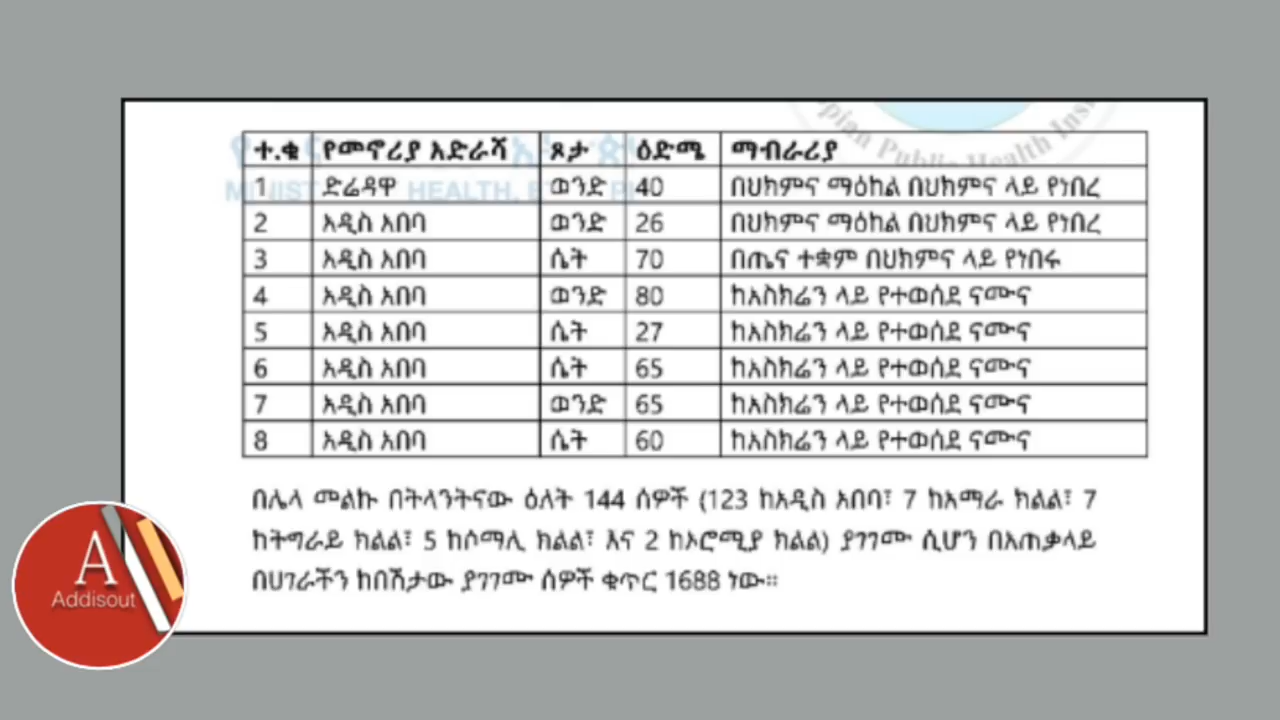 pian Public Health Ins
ተ.ቁ የመኖሪያ አድራሻ ጾታ ዕድሜ ማብራሪያ
1 ድሬዳዋ ወንድ 40 በህክምና ማዕከል በህክምና ላይ የነበረ
HEALTH,
2 አዲስ አበባ ወንድ 26 በህክምና ማዕከል በህክምና ላይ የነበረ
3 አዲስ አበባ ሴት 70 በጤና ተቋም በህክምና ላይ የነበሩ
4 አዲስ አበባ ወንድ 80 ከአስክሬን ላይ የተወሰደ ናሙና
5 አዲስ አበባ ሴት 27 ከአስክሬን ላይ የተወሰደ ናሙና
6 አዲስ አበባ ሴት 65 ከአስክሬን ላይ የተወሰደ ናሙና
7 አዲስ አበባ ወንድ 65 ከአስክሬን ላይ የተወሰደ ናሙና
8 አዲስ አበባ ሴት 60 ከአስክሬን ላይ የተወሰደ ናሙና
በሌላ መልኩ በትላንትናው ዕለት 144 ሰዎች (123 ከአዲስ አበባ፣ 7 ከአማራ ክልል፣ 7
ከትግራይ ክልል፣ 5 ከሶማሊ ክልል፣ እና 2 ከኦሮሚያ ክልል) ያገገሙ ሲሆን በአጠቃላይ
በሀገራችን ከበሽታው ያገገሙ ሰዎች ቁጥር 1688 ነው።
A
Addisout